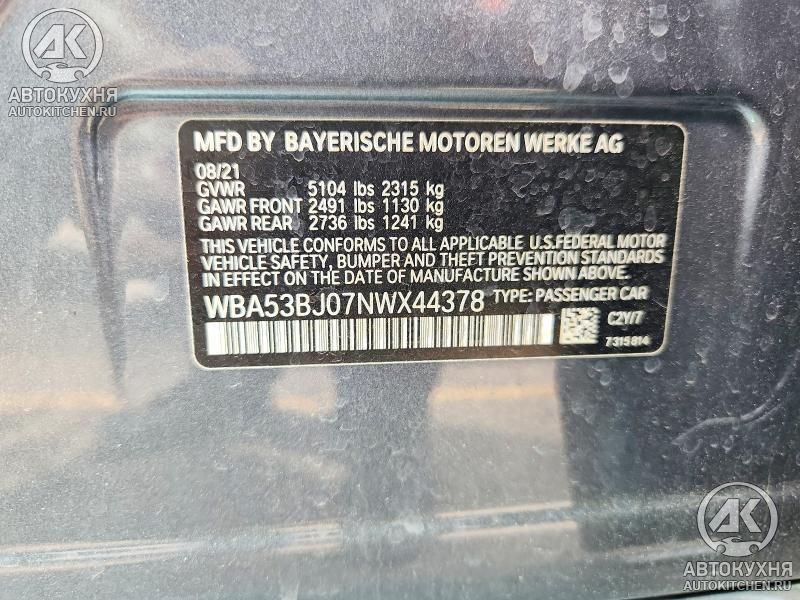 АК
АВТОКУХНЯ
AUTOKITCHEN.RU
MFD BY BAYERISCHE MOTOREN WERKE AG
08/21
GVWR 5104 lbs 2315 kg
GAWR FRONT 2491 lbs 1130 kg
GAWR REAR 2736 lbs 1241 kg
THIS VEHICLE CONFORMS TO ALL APPLICABLE U.S.FEDERAL MOTOR
VEHICLE SAFETY, BUMPER AND THEFT PREVENTION STANDARDS
IN EFFECT ON THE DATE OF MANUFACTURE SHOWN ABOVE.
WBA53BJ07NWX44378 TYPE: PASSENGER CAR
C2Y/7
7315814
АК
АВТОКУХНЯ
AUTOKITCHEN.RU